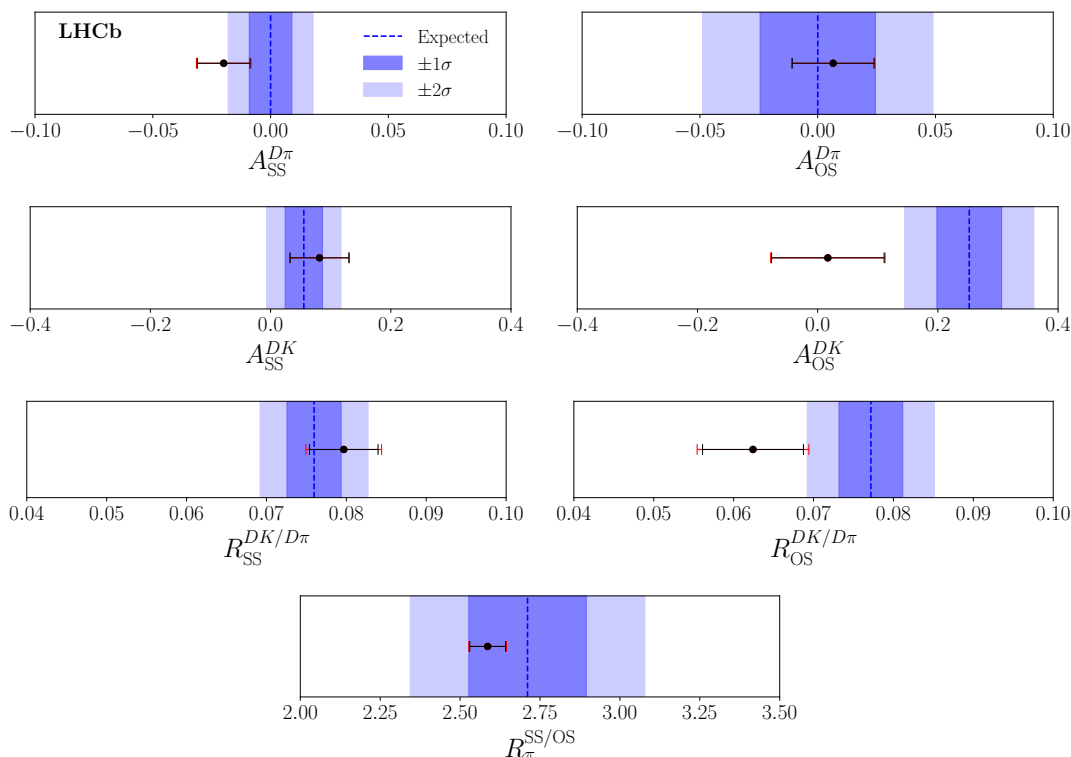 LHCb
Expected
±1σ
±2σ
−0.10 −0.05 0.00 0.05 0.10
−0.10 −0.05 0.00 0.05 0.10
A_SS^{Dπ}
A_OS^{Dπ}
−0.4 −0.2 0.0 0.2 0.4
−0.4 −0.2 0.0 0.2 0.4
A_SS^{DK}
A_OS^{DK}
0.04 0.05 0.06 0.07 0.08 0.09 0.10
0.04 0.05 0.06 0.07 0.08 0.09 0.10
R_SS^{DK/Dπ}
R_OS^{DK/Dπ}
2.00 2.25 2.50 2.75 3.00 3.25 3.50
R_π^{SS/OS}